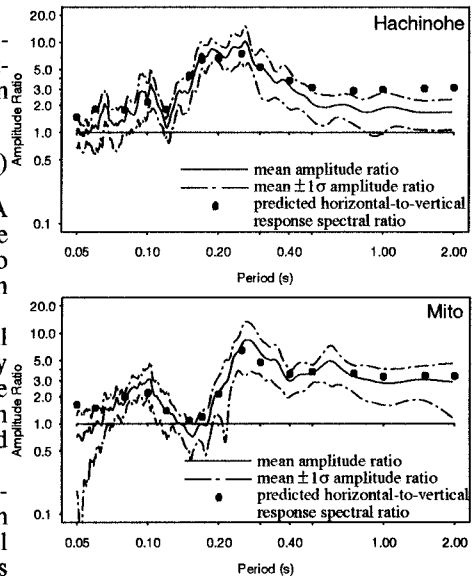 Hachinohe
20.0
10.0
5.0
3.0
2.0
1.0
0.5
0.1
Amplitude Ratio
mean amplitude ratio
mean ±1σ amplitude ratio
predicted horizontal-to-vertical
response spectral ratio
0.05 0.10 0.20 0.40 1.00 2.00
Period (s)
Mito
20.0
10.0
5.0
3.0
2.0
1.0
0.5
0.1
Amplitude Ratio
mean amplitude ratio
mean ±1σ amplitude ratio
predicted horizontal-to-vertical
response spectral ratio
0.05 0.10 0.20 0.40 1.00 2.00
Period (s)